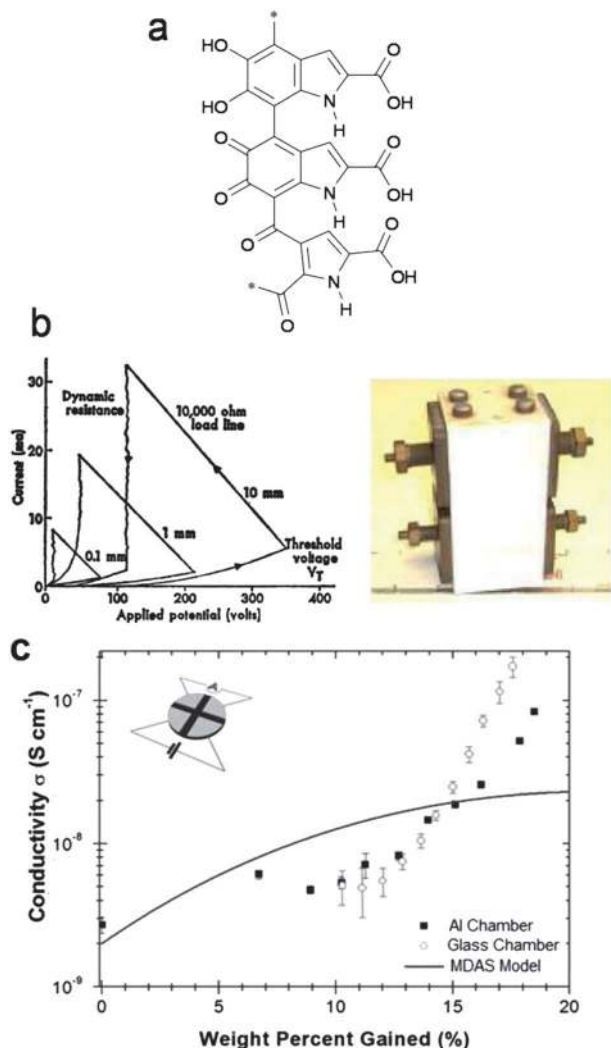 a
*
HO
HO
O
OH
N
H
O
O
O
OH
N
H
O
O
OH
N
H
*
O
b
Current (ma)
30
20
10
0
Dynamic
resistance
10,000 ohm
load line
10 mm
1 mm
0.1 mm
Threshold
voltage
VT
0 100 200 300 400
Applied potential (volts)
c
Conductivity σ (S cm⁻¹)
10⁻⁷
10⁻⁸
10⁻⁹
A
Al Chamber
Glass Chamber
MDAS Model
0 5 10 15 20
Weight Percent Gained (%)